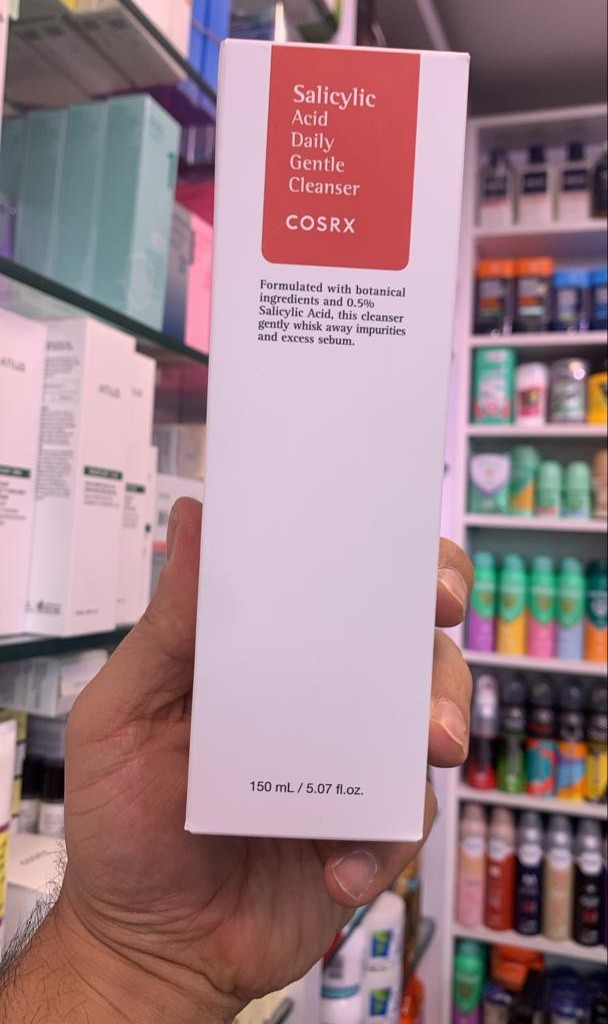 Salicylic
Acid
Daily
Gentle
Cleanser
COSRX
Formulated with botanical
ingredients and 0.5%
Salicylic Acid, this cleanser
gently whisk away impurities
and excess sebum.
150 mL / 5.07 fl.oz.